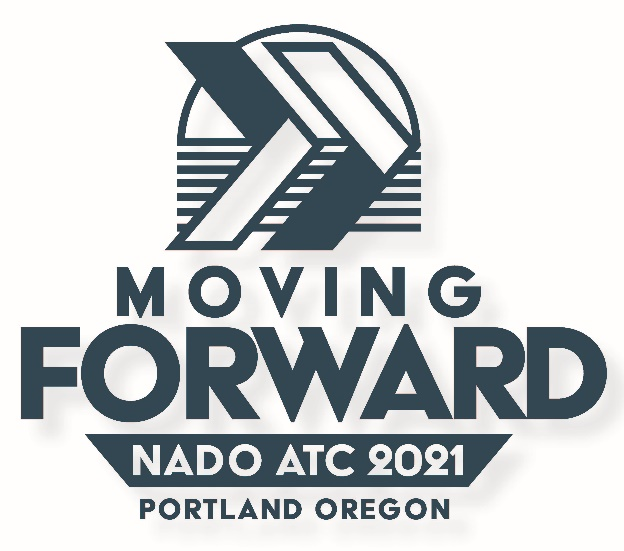 MOVING
FORWARD
NADO ATC 2021
PORTLAND OREGON